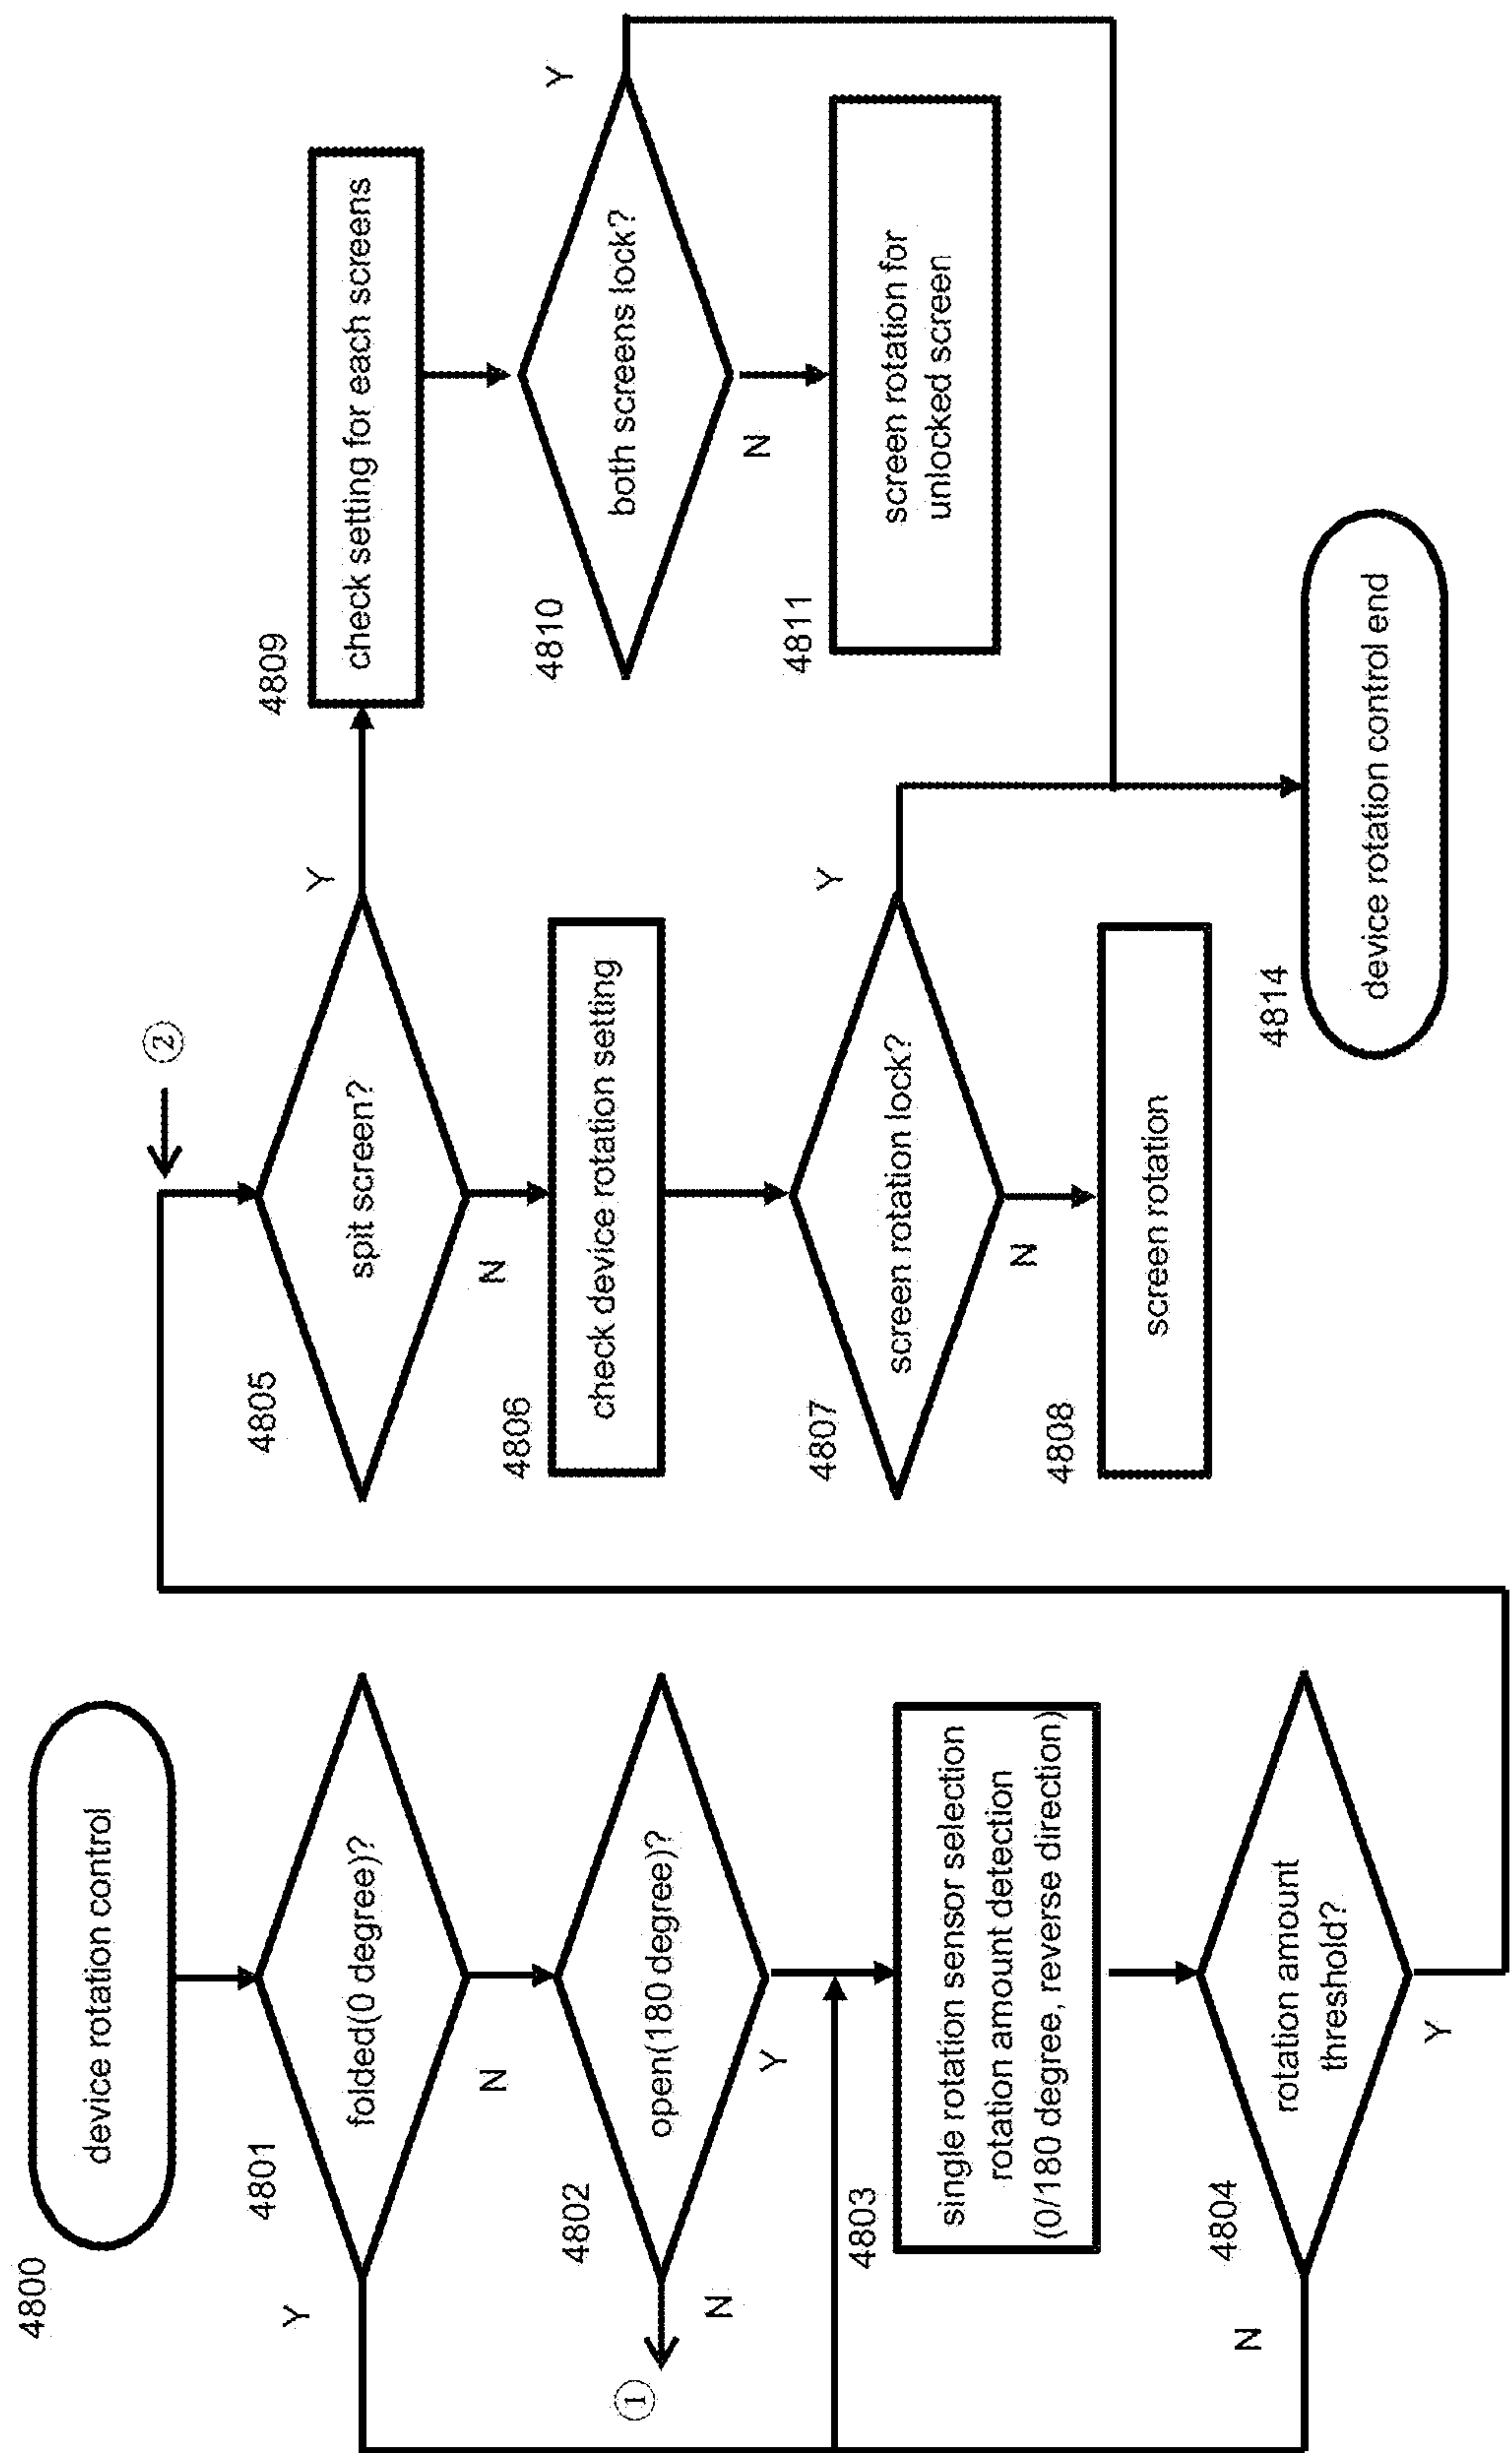 4800
device rotation control
4801
folded(0 degree)?
Y
N
4802
open(180 degree)?
N
①
Y
4803
single rotation sensor selection
rotation amount detection
(0/180 degree, reverse direction)
4804
rotation amount
threshold?
N
Y
②
4805
spit screen?
Y
N
4806
check device rotation setting
4807
screen rotation lock?
Y
N
4808
screen rotation
4809
check setting for each screens
4810
both screens lock?
Y
N
4811
screen rotation for
unlocked screen
4814
device rotation control end